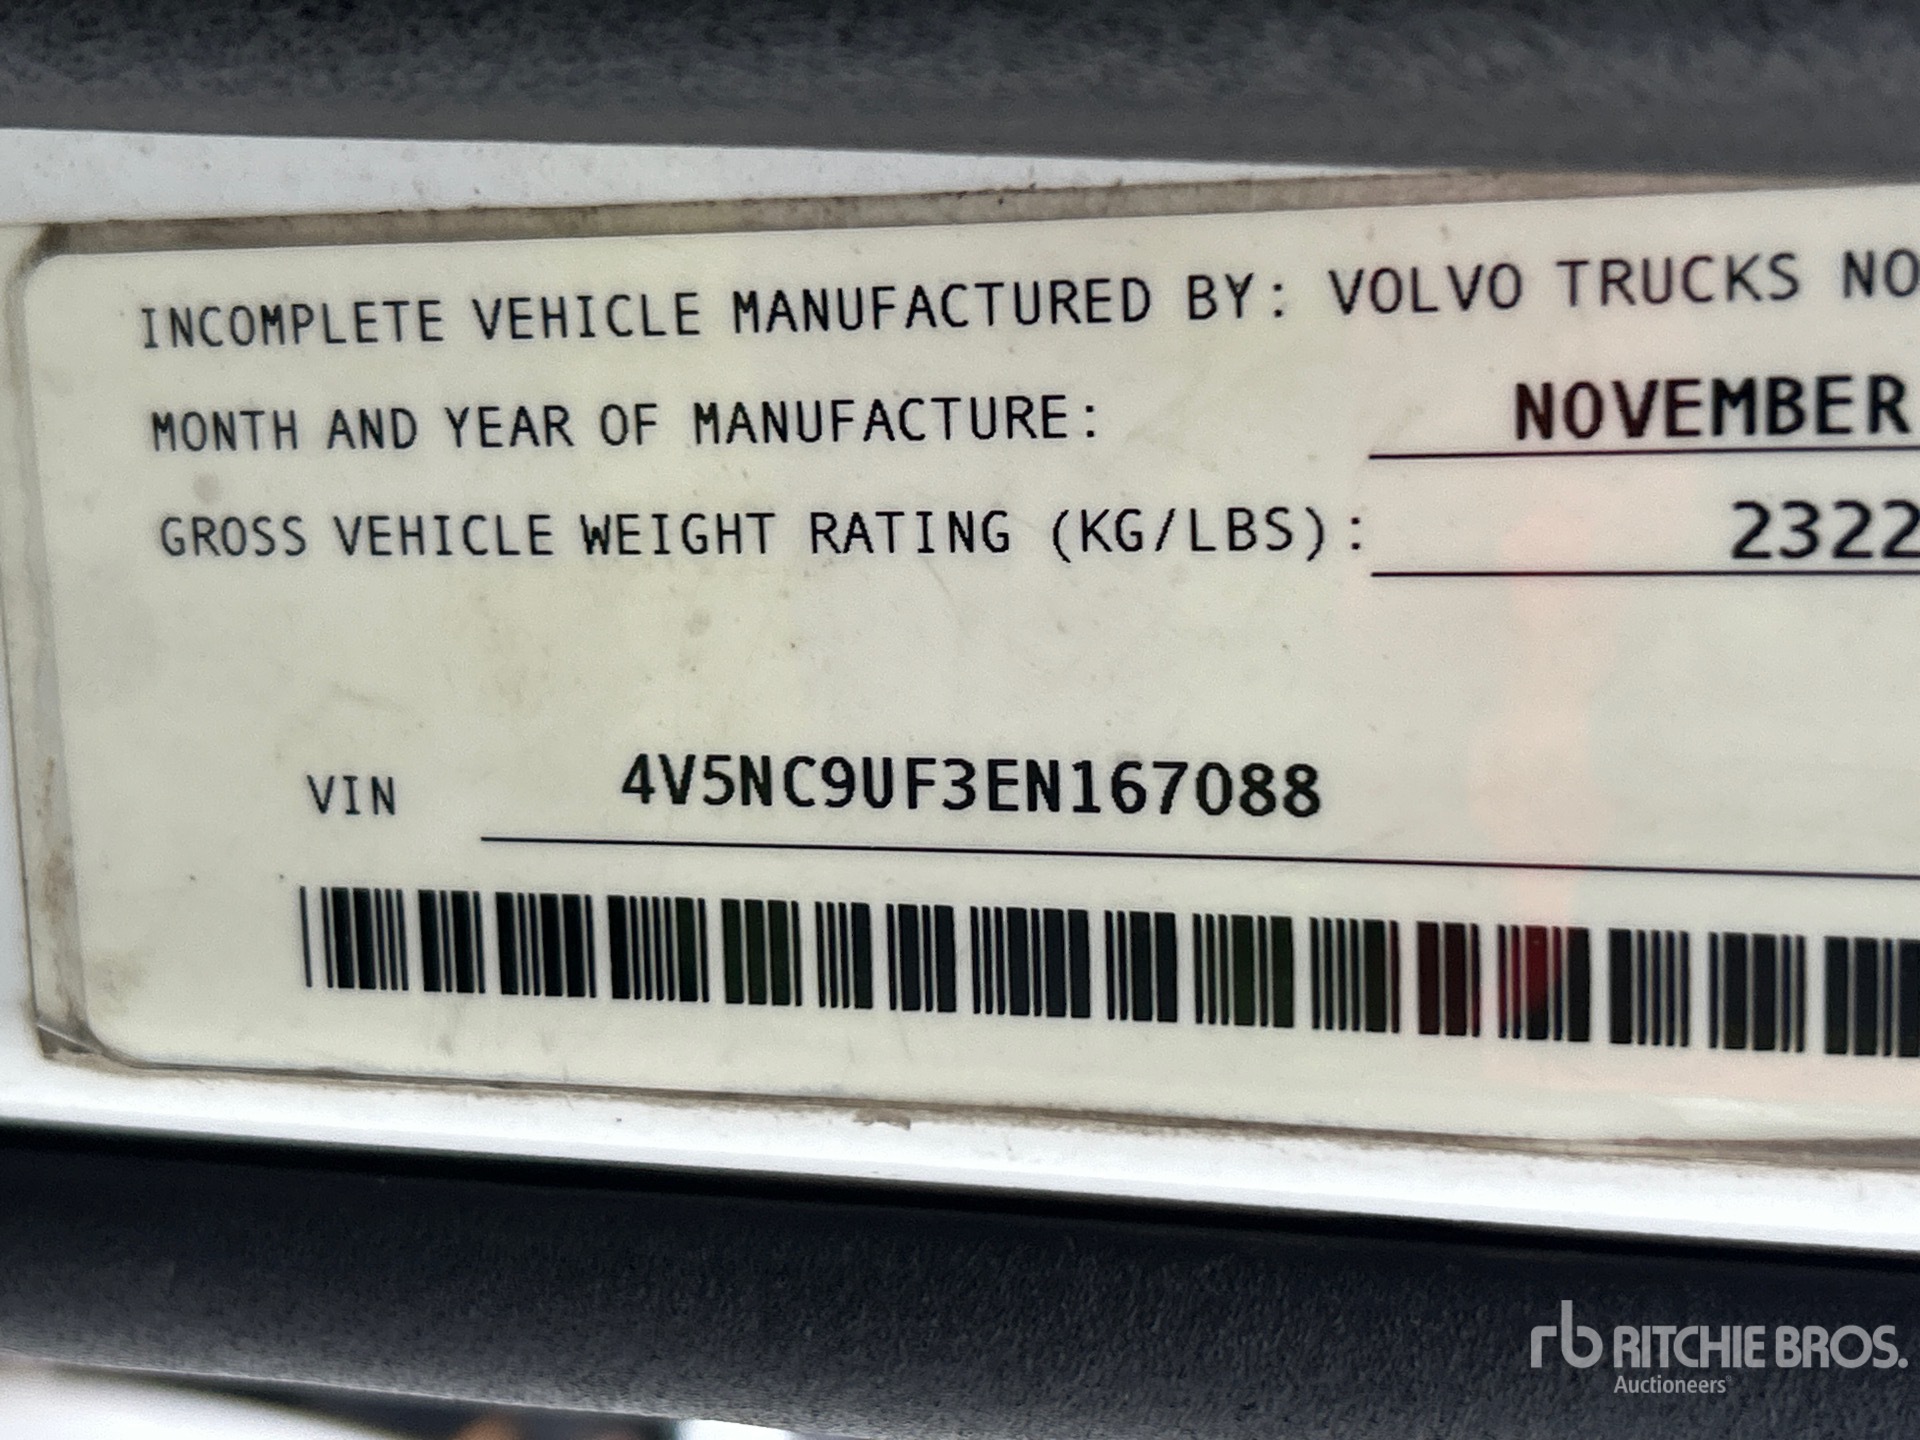 INCOMPLETE VEHICLE MANUFACTURED BY: VOLVO TRUCKS NO
MONTH AND YEAR OF MANUFACTURE: NOVEMBER
GROSS VEHICLE WEIGHT RATING (KG/LBS): 2322
VIN 4V5NC9UF3EN167088
rb RITCHIE BROS.
Auctioneers